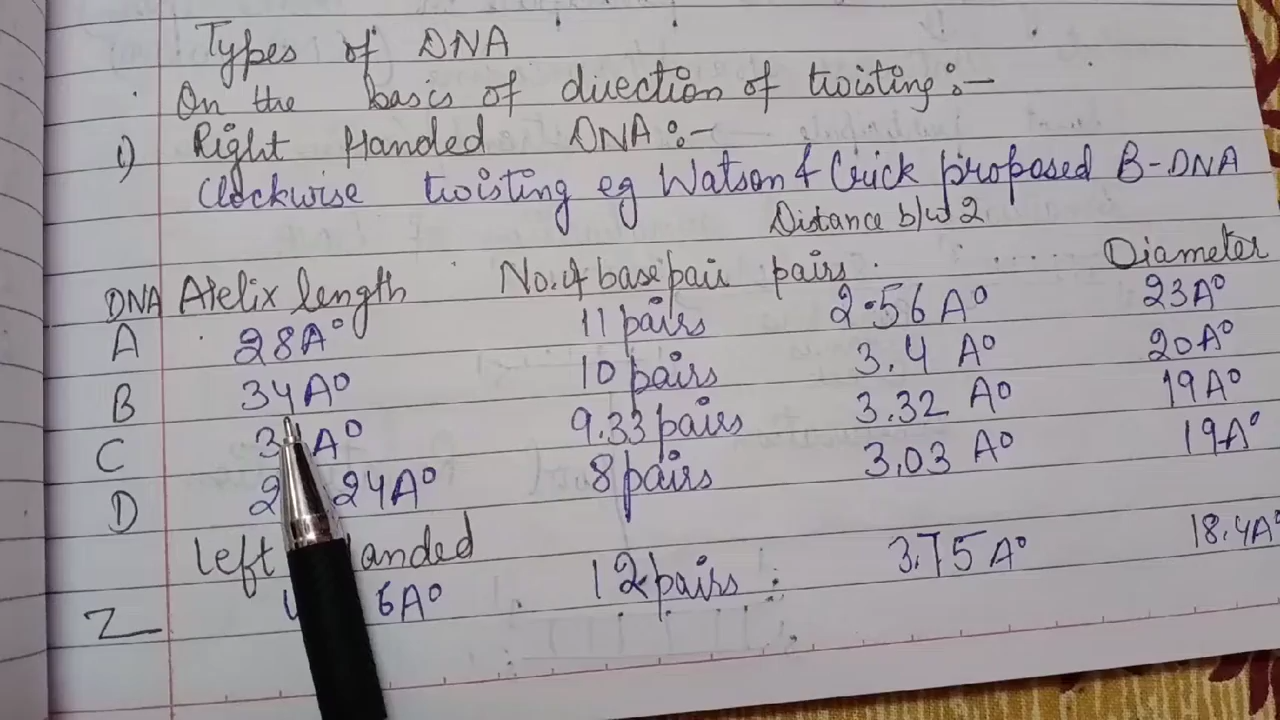 Types of DNA
On the basis of direction of twisting:-
1) Right Handed DNA:-
Clockwise twisting eg Watson & Crick proposed B-DNA
Distance b/w 2
DNA Helix length No. of base pair pairs. Diameter
A 28A° 11 pairs 2.56 A° 23A°
B 34A° 10 pairs 3.4 A° 20A°
C A° 9.33 pairs 3.32 A° 19A°
D 24A° 8 pairs 3.03 A° 19A°
Left
Z 6A° 12 pairs 3.75 A° 18.4A°